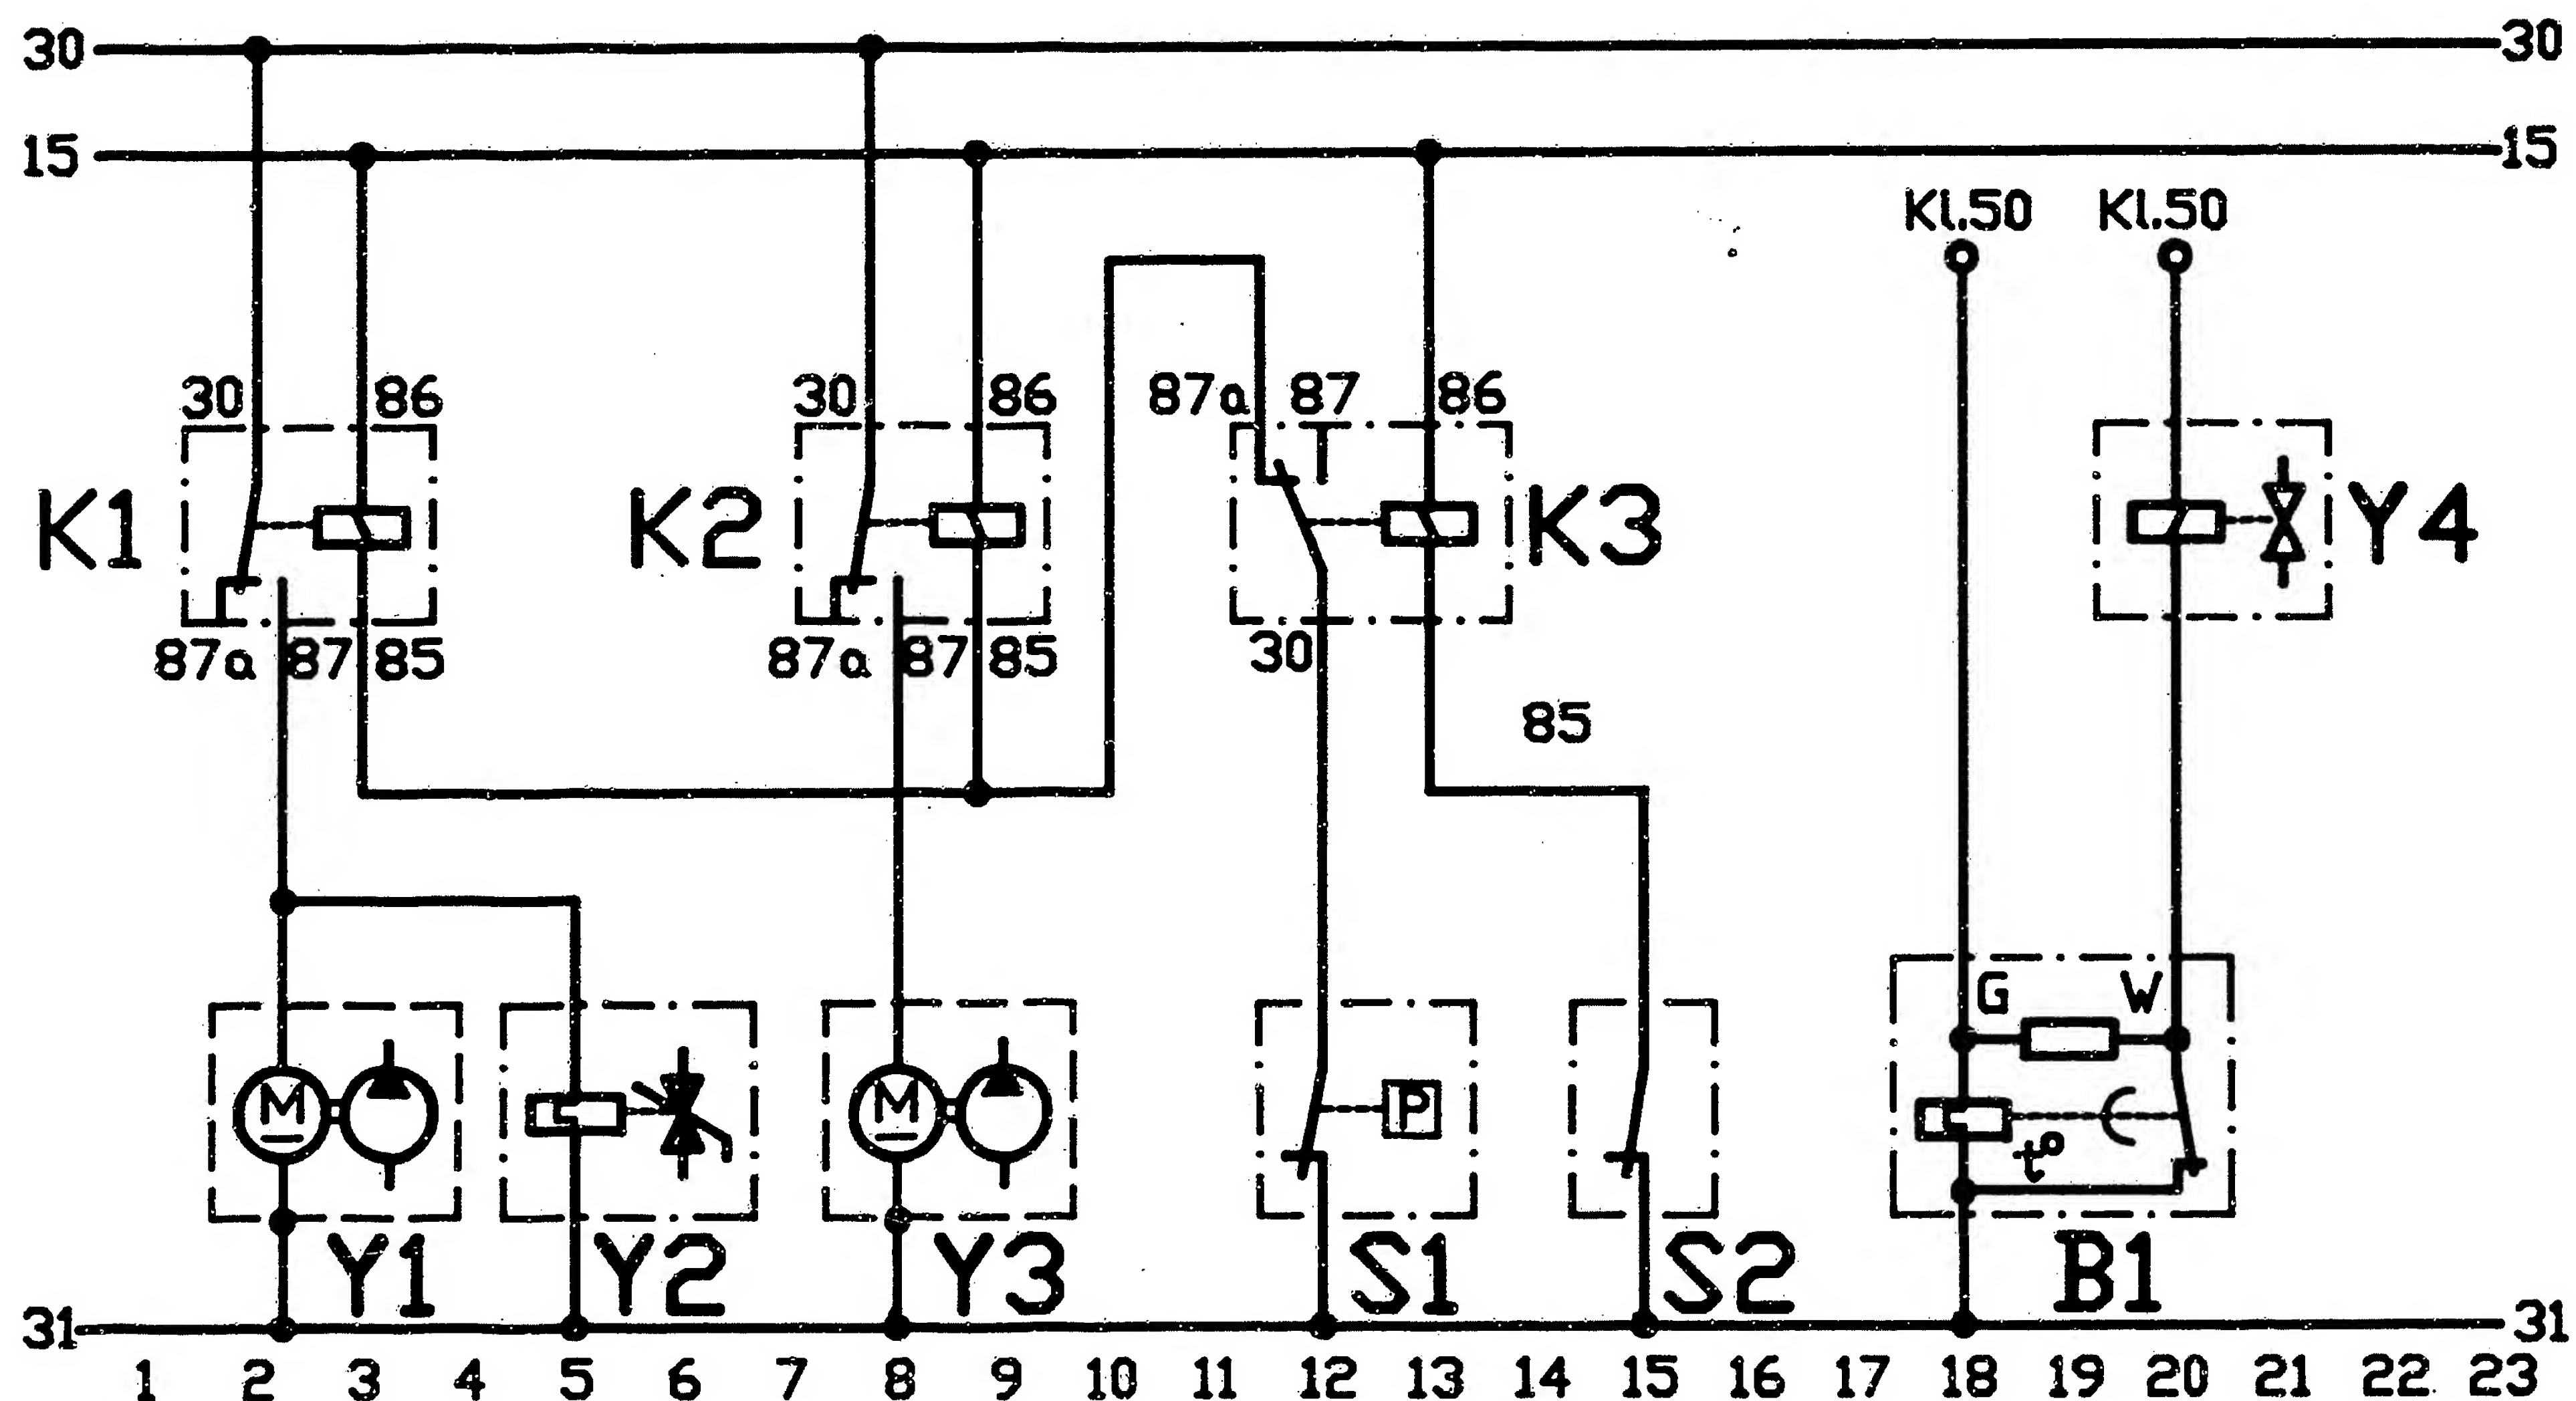 30 30
15 15
Kl.50 Kl.50
30 86 30 86 87a 87 86
K1 K2 K3 Y4
87a 87 85 87a 87 85 30
85
G W
M M P
t°
Y1 Y2 Y3 S1 S2 B1
31 31
1 2 3 4 5 6 7 8 9 10 11 12 13 14 15 16 17 18 19 20 21 22 23